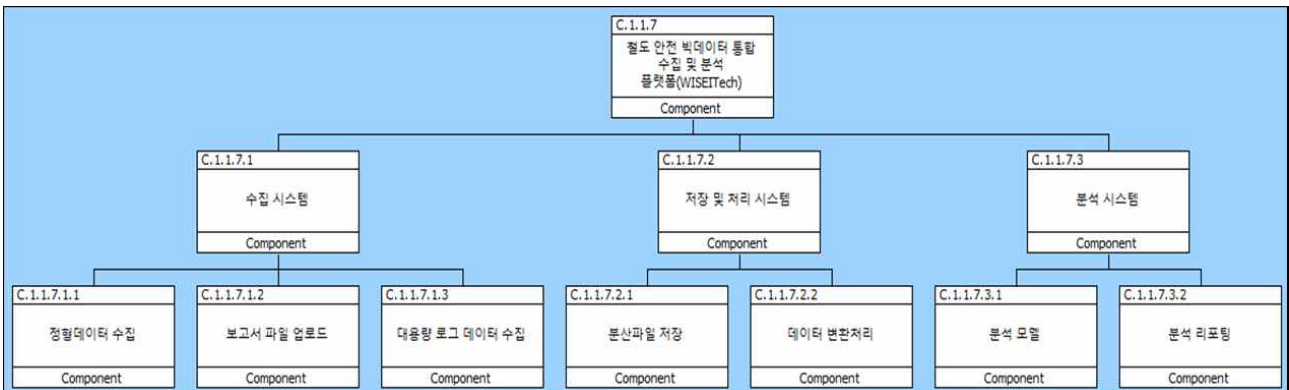 C.1.1.7
철도 안전 빅데이터 통합
수집 및 분석
플랫폼(WISEITech)
Component
C.1.1.7.1
수집 시스템
Component
C.1.1.7.2
저장 및 처리 시스템
Component
C.1.1.7.3
분석 시스템
Component
C.1.1.7.1.1
정형데이터 수집
Component
C.1.1.7.1.2
보고서 파일 업로드
Component
C.1.1.7.1.3
대용량 로그 데이터 수집
Component
C.1.1.7.2.1
분산파일 저장
Component
C.1.1.7.2.2
데이터 변환처리
Component
C.1.1.7.3.1
분석 모델
Component
C.1.1.7.3.2
분석 리포팅
Component